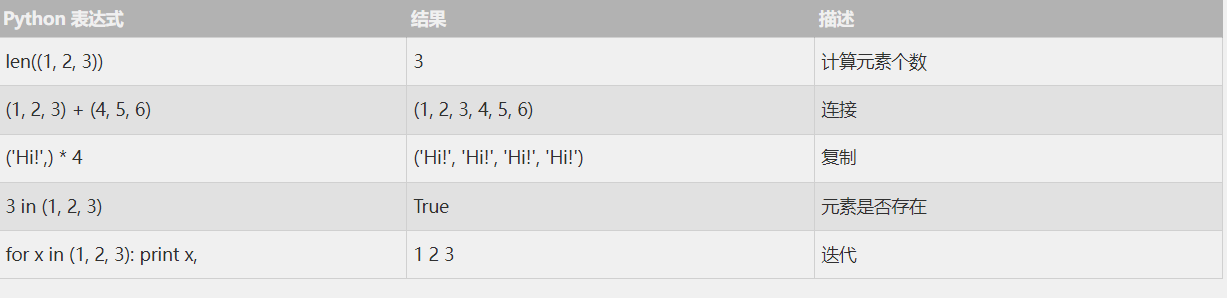 Python 表达式 结果 描述
len((1, 2, 3)) 3 计算元素个数
(1, 2, 3) + (4, 5, 6) (1, 2, 3, 4, 5, 6) 连接
('Hi!',) * 4 ('Hi!', 'Hi!', 'Hi!', 'Hi!') 复制
3 in (1, 2, 3) True 元素是否存在
for x in (1, 2, 3): print x, 1 2 3 迭代